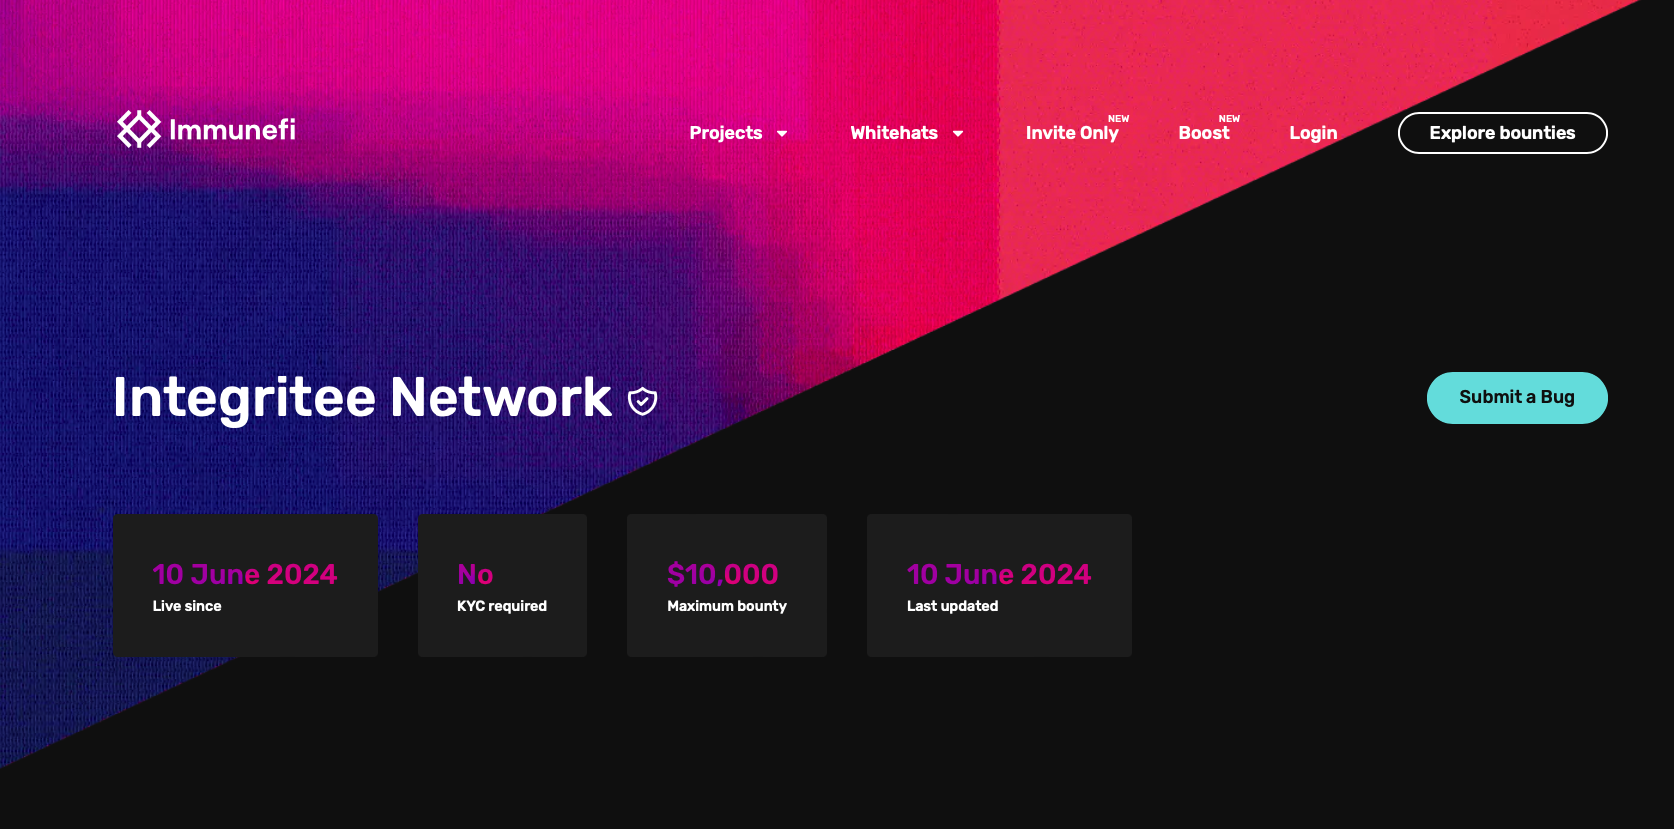 Immunefi
Projects
Whitehats
Invite Only NEW
Boost NEW
Login
Explore bounties
Integritee Network
Submit a Bug
10 June 2024
Live since
No
KYC required
$10,000
Maximum bounty
10 June 2024
Last updated